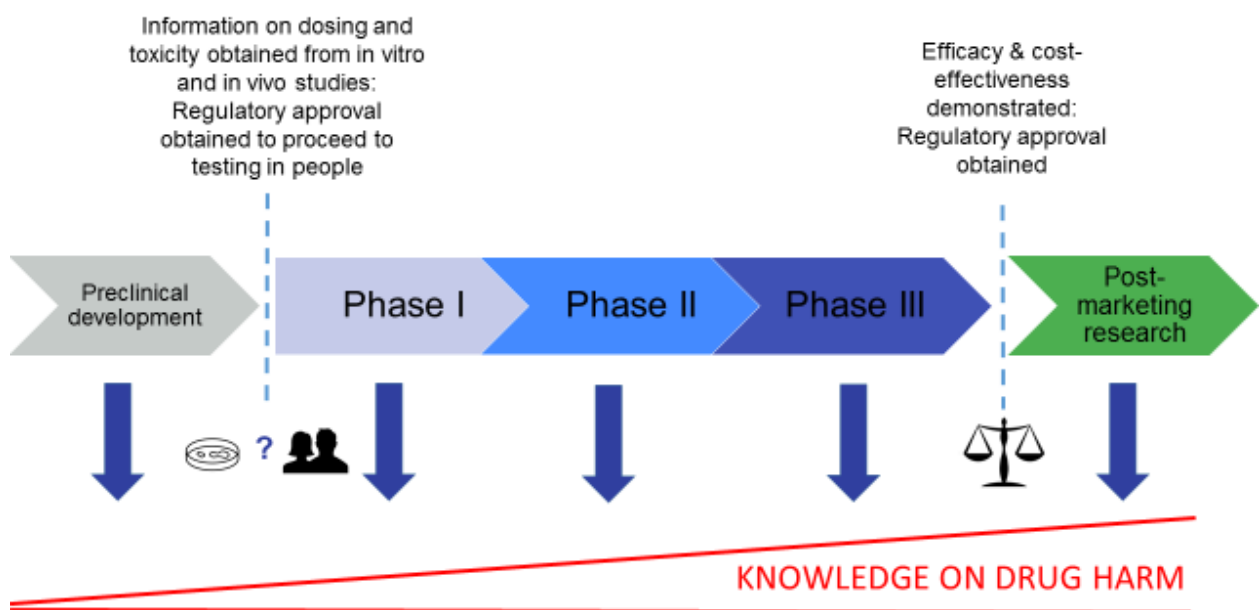 Information on dosing and
toxicity obtained from in vitro
and in vivo studies:
Regulatory approval
obtained to proceed to
testing in people
Efficacy & cost-
effectiveness
demonstrated:
Regulatory approval
obtained
Preclinical
development
Phase I
Phase II
Phase III
Post-
marketing
research
?
KNOWLEDGE ON DRUG HARM